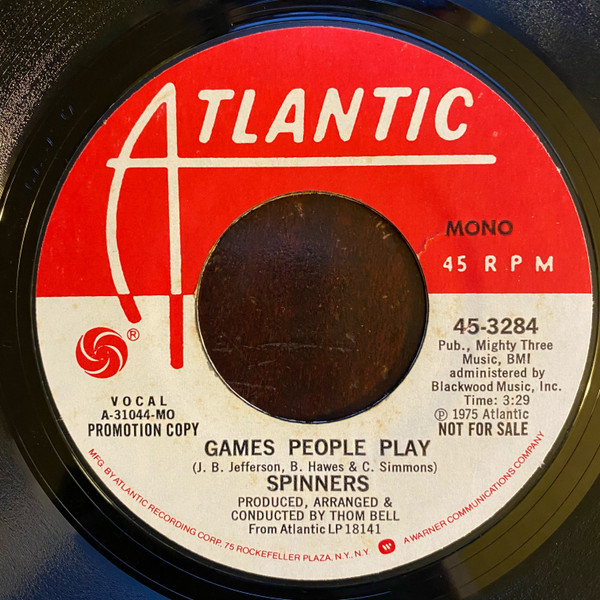 ATLANTIC
MONO
45 RPM
®
VOCAL
A-31044-MO
PROMOTION COPY
45-3284
Pub., Mighty Three
Music, BMI
administered by
Blackwood Music, Inc.
Time: 3:29
℗ 1975 Atlantic
NOT FOR SALE
GAMES PEOPLE PLAY
(J. B. Jefferson, B. Hawes & C. Simmons)
SPINNERS
PRODUCED, ARRANGED &
CONDUCTED BY THOM BELL
From Atlantic LP 18141
MFG. BY ATLANTIC RECORDING CORP., 75 ROCKEFELLER PLAZA, N.Y., N.Y. A WARNER COMMUNICATIONS COMPANY